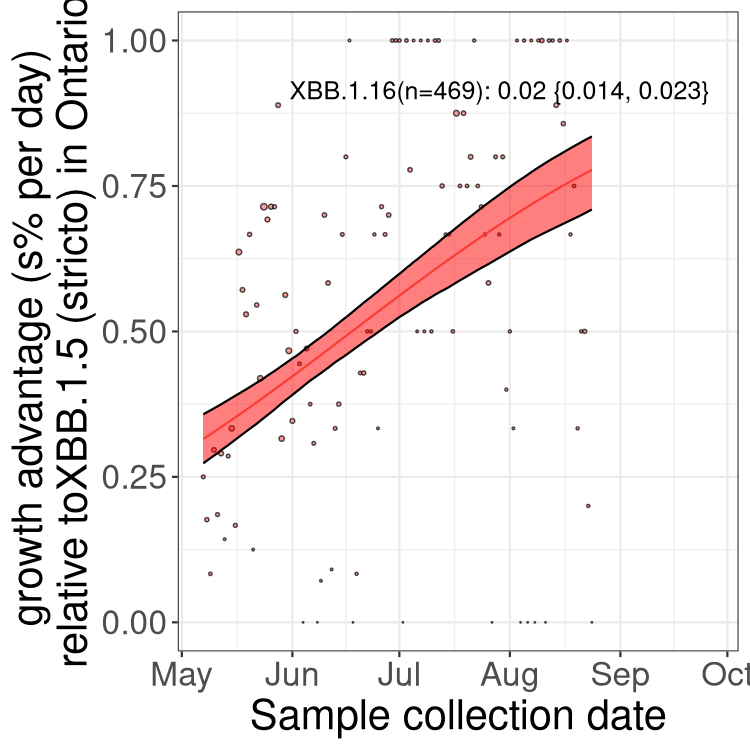 growth advantage (s% per day)
relative toXBB.1.5 (stricto) in Ontario
1.00
0.75
0.50
0.25
0.00
XBB.1.16(n=469): 0.02 {0.014, 0.023}
May Jun Jul Aug Sep Oct
Sample collection date